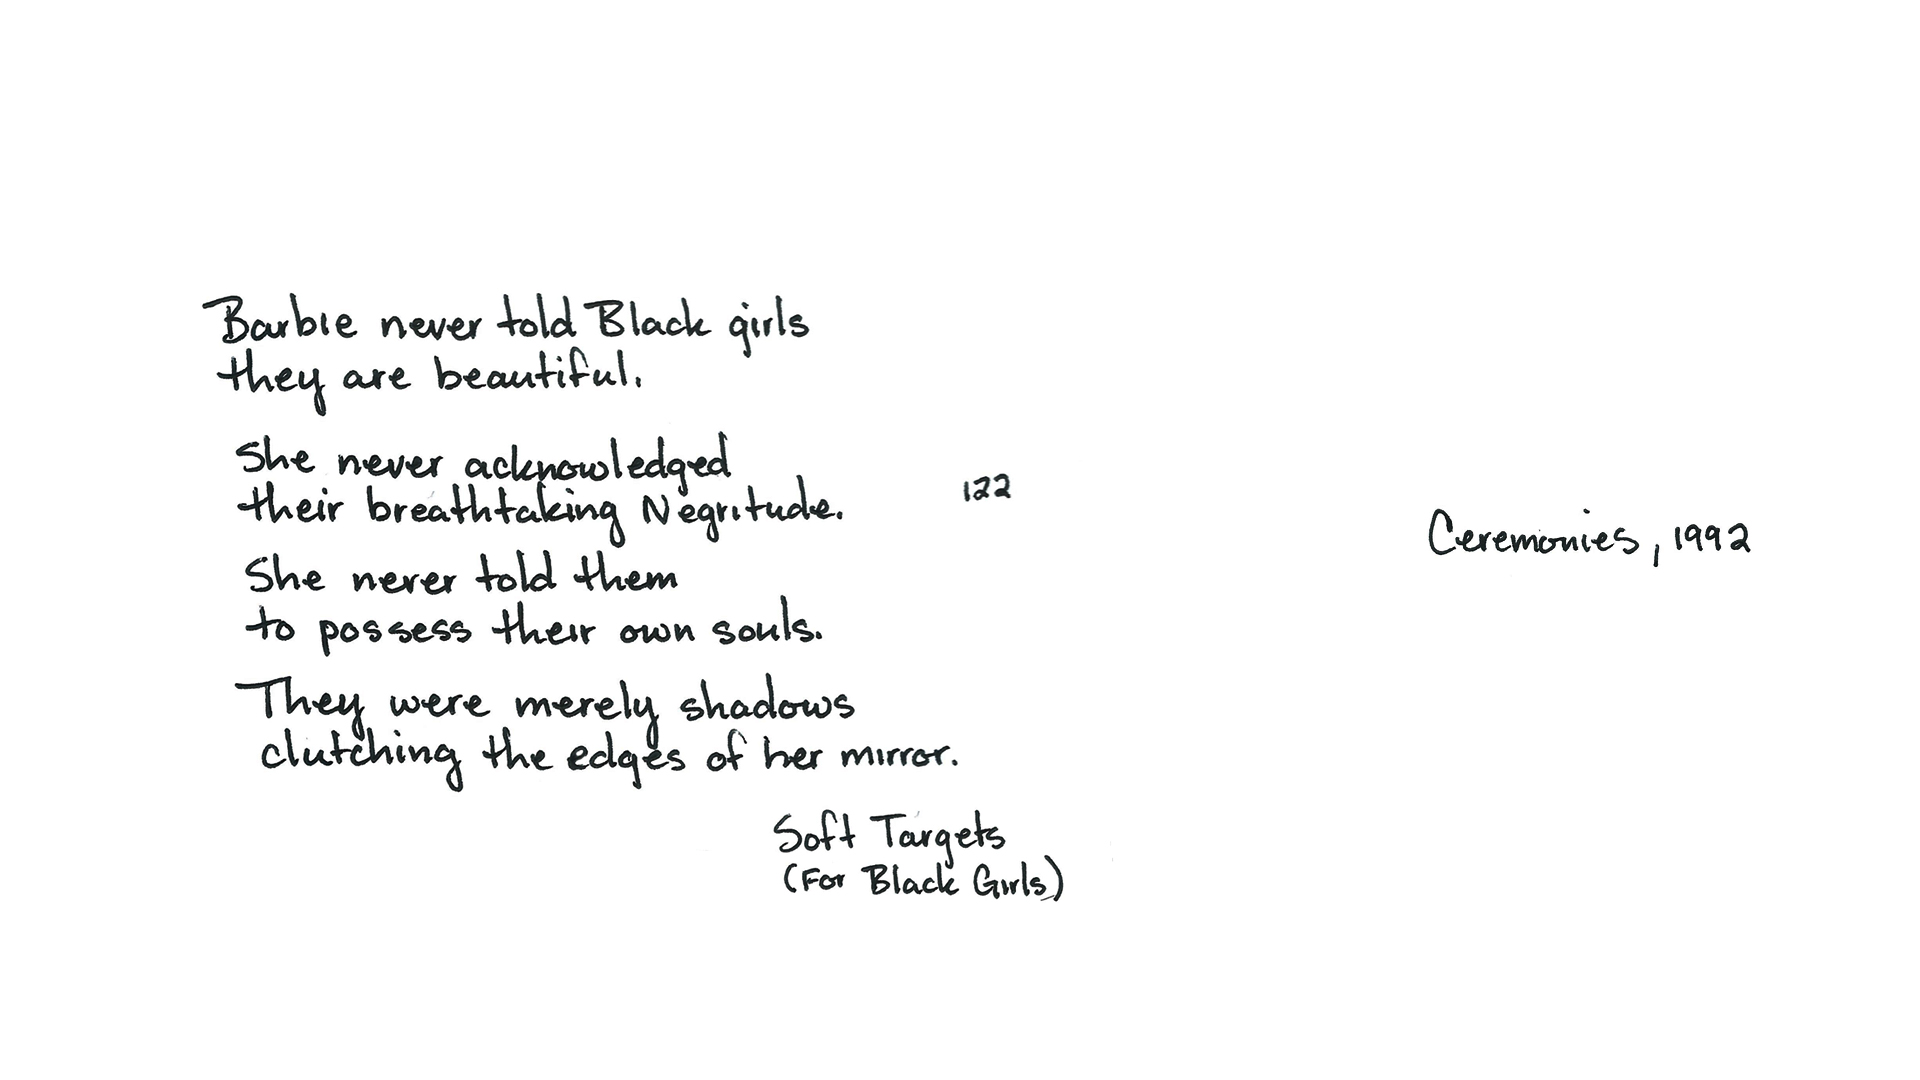 Barbie never told Black girls
they are beautiful.
She never acknowledged
their breathtaking Negritude.
122
She never told them
to possess their own souls.
They were merely shadows
clutching the edges of her mirror.
Soft Targets
(For Black Girls)
Ceremonies, 1992